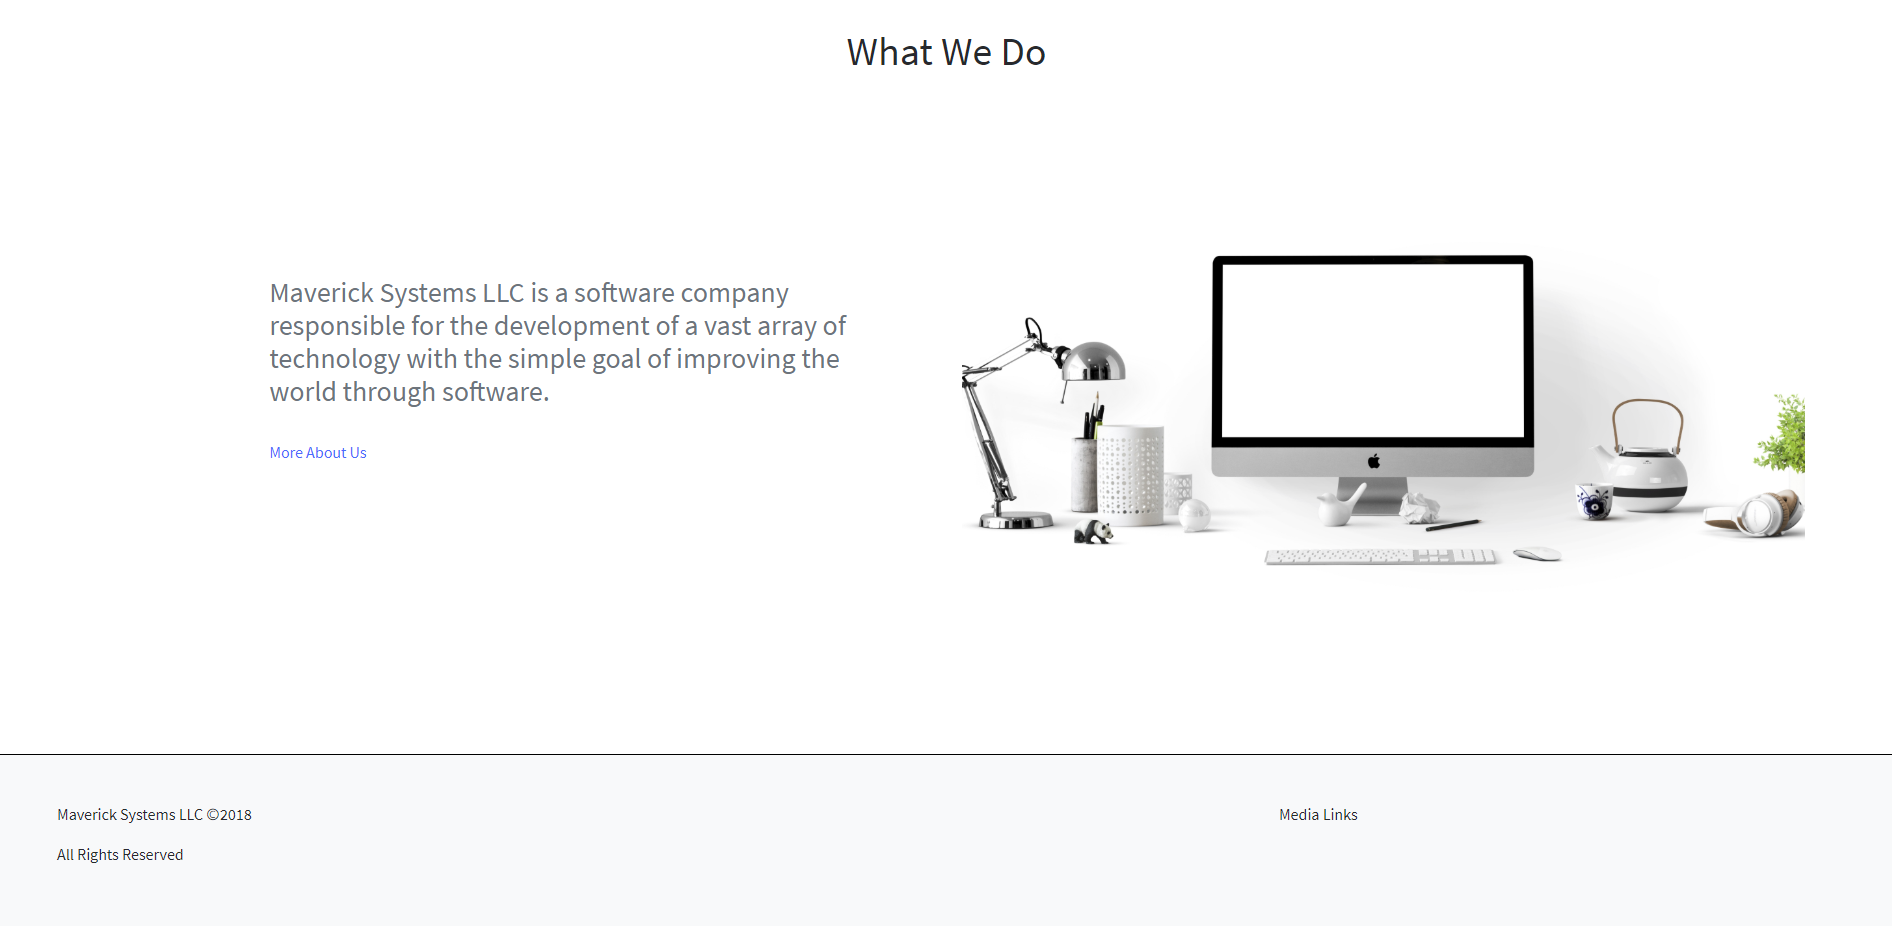 What We Do
Maverick Systems LLC is a software company
responsible for the development of a vast array of
technology with the simple goal of improving the
world through software.
More About Us
Maverick Systems LLC ©2018
Media Links
All Rights Reserved